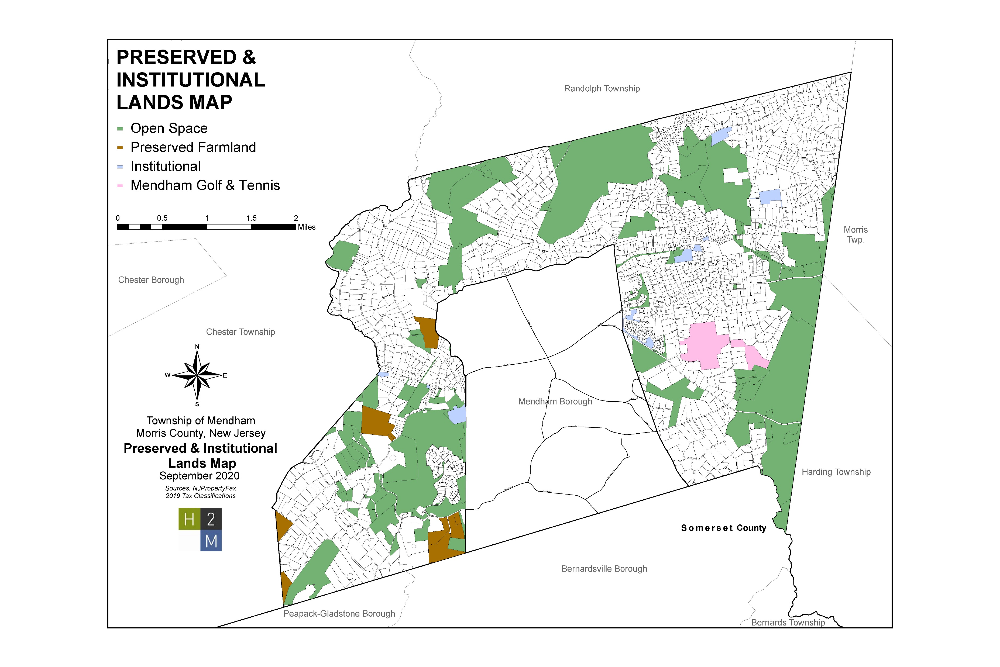 PRESERVED &
INSTITUTIONAL
LANDS MAP
Open Space
Preserved Farmland
Institutional
Mendham Golf & Tennis
0 0.5 1 1.5 2
Miles
Randolph Township
Morris
Twp.
Chester Borough
Chester Township
N
W E
S
Mendham Borough
Township of Mendham
Morris County, New Jersey
Preserved & Institutional
Lands Map
September 2020
Sources: NJPropertyFax
2019 Tax Classifications
H 2
M
Harding Township
Somerset County
Bernardsville Borough
Peapack-Gladstone Borough
Bernards Township